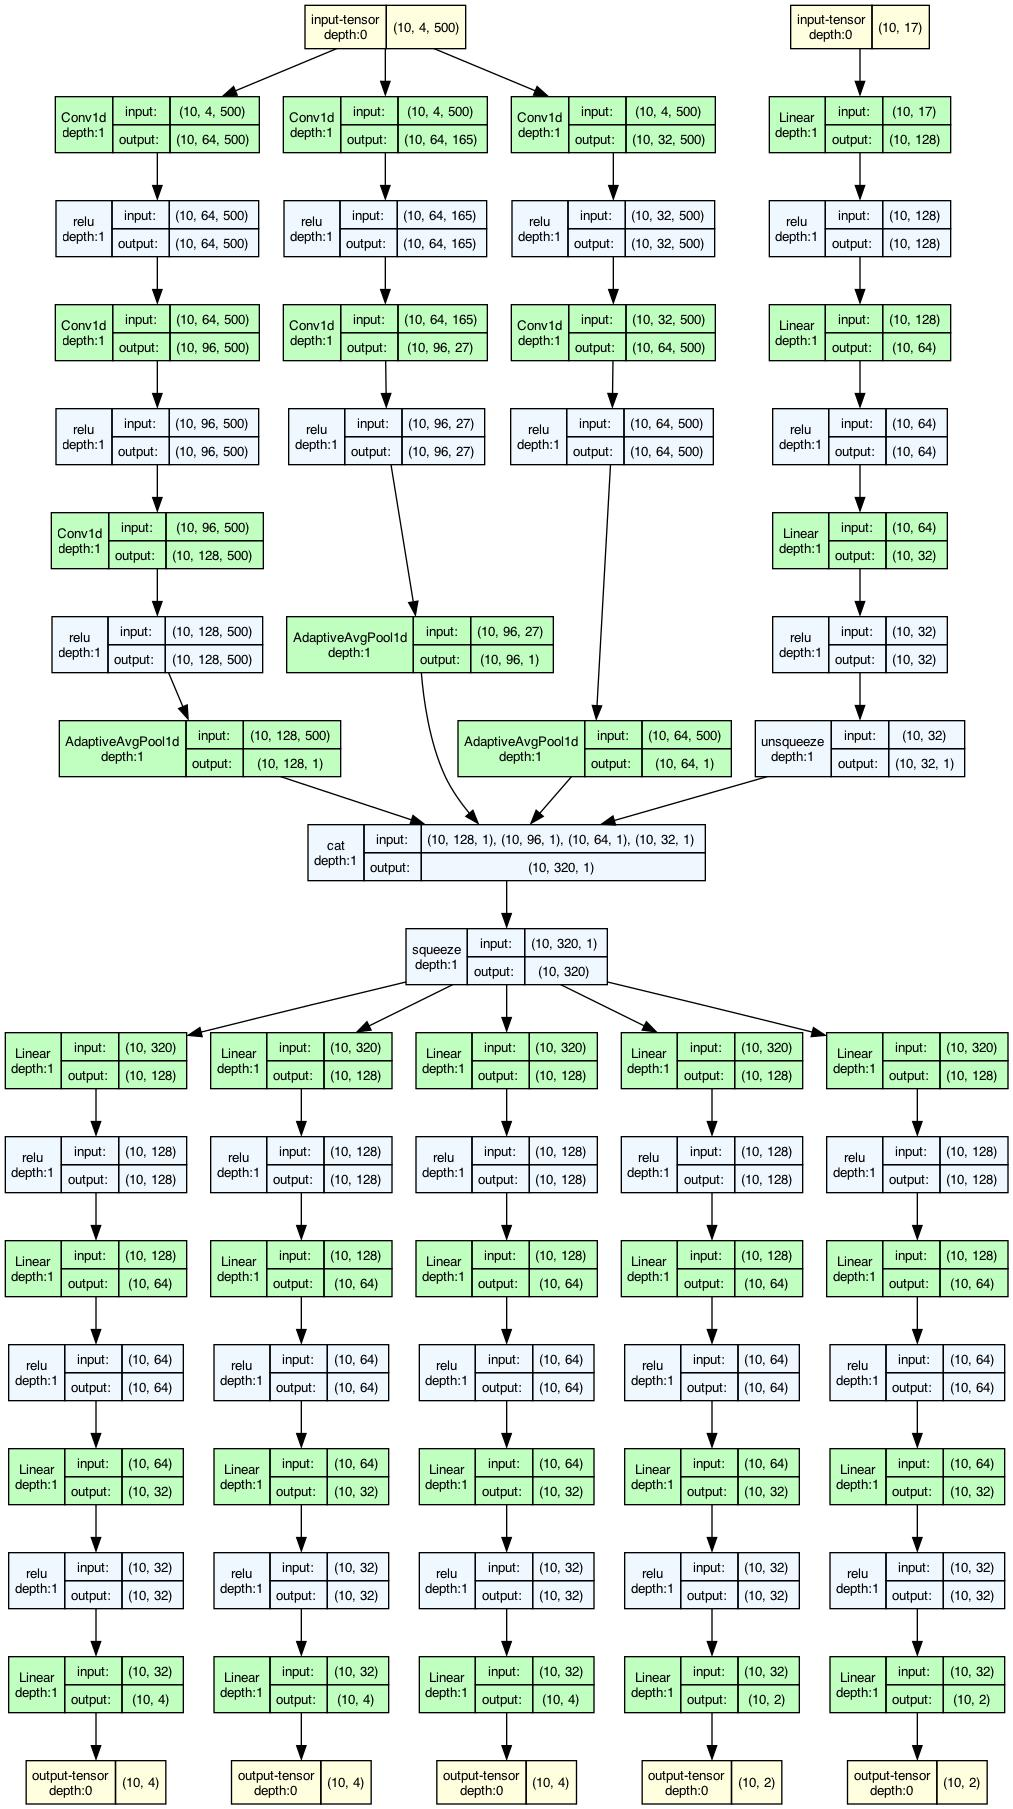 input-tensor
depth:0
(10, 4, 500)
input-tensor
depth:0
(10, 17)
Conv1d
depth:1
input: (10, 4, 500)
output: (10, 64, 500)
Conv1d
depth:1
input: (10, 4, 500)
output: (10, 64, 165)
Conv1d
depth:1
input: (10, 4, 500)
output: (10, 32, 500)
Linear
depth:1
input: (10, 17)
output: (10, 128)
relu
depth:1
input: (10, 64, 500)
output: (10, 64, 500)
relu
depth:1
input: (10, 64, 165)
output: (10, 64, 165)
relu
depth:1
input: (10, 32, 500)
output: (10, 32, 500)
relu
depth:1
input: (10, 128)
output: (10, 128)
Conv1d
depth:1
input: (10, 64, 500)
output: (10, 96, 500)
Conv1d
depth:1
input: (10, 64, 165)
output: (10, 96, 27)
Conv1d
depth:1
input: (10, 32, 500)
output: (10, 64, 500)
Linear
depth:1
input: (10, 128)
output: (10, 64)
relu
depth:1
input: (10, 96, 500)
output: (10, 96, 500)
relu
depth:1
input: (10, 96, 27)
output: (10, 96, 27)
relu
depth:1
input: (10, 64, 500)
output: (10, 64, 500)
relu
depth:1
input: (10, 64)
output: (10, 64)
Conv1d
depth:1
input: (10, 96, 500)
output: (10, 128, 500)
Linear
depth:1
input: (10, 64)
output: (10, 32)
relu
depth:1
input: (10, 128, 500)
output: (10, 128, 500)
AdaptiveAvgPool1d
depth:1
input: (10, 96, 27)
output: (10, 96, 1)
relu
depth:1
input: (10, 32)
output: (10, 32)
AdaptiveAvgPool1d
depth:1
input: (10, 128, 500)
output: (10, 128, 1)
AdaptiveAvgPool1d
depth:1
input: (10, 64, 500)
output: (10, 64, 1)
unsqueeze
depth:1
input: (10, 32)
output: (10, 32, 1)
cat
depth:1
input: (10, 128, 1), (10, 96, 1), (10, 64, 1), (10, 32, 1)
output: (10, 320, 1)
squeeze
depth:1
input: (10, 320, 1)
output: (10, 320)
Linear
depth:1
input: (10, 320)
output: (10, 128)
Linear
depth:1
input: (10, 320)
output: (10, 128)
Linear
depth:1
input: (10, 320)
output: (10, 128)
Linear
depth:1
input: (10, 320)
output: (10, 128)
Linear
depth:1
input: (10, 320)
output: (10, 128)
relu
depth:1
input: (10, 128)
output: (10, 128)
relu
depth:1
input: (10, 128)
output: (10, 128)
relu
depth:1
input: (10, 128)
output: (10, 128)
relu
depth:1
input: (10, 128)
output: (10, 128)
relu
depth:1
input: (10, 128)
output: (10, 128)
Linear
depth:1
input: (10, 128)
output: (10, 64)
Linear
depth:1
input: (10, 128)
output: (10, 64)
Linear
depth:1
input: (10, 128)
output: (10, 64)
Linear
depth:1
input: (10, 128)
output: (10, 64)
Linear
depth:1
input: (10, 128)
output: (10, 64)
relu
depth:1
input: (10, 64)
output: (10, 64)
relu
depth:1
input: (10, 64)
output: (10, 64)
relu
depth:1
input: (10, 64)
output: (10, 64)
relu
depth:1
input: (10, 64)
output: (10, 64)
relu
depth:1
input: (10, 64)
output: (10, 64)
Linear
depth:1
input: (10, 64)
output: (10, 32)
Linear
depth:1
input: (10, 64)
output: (10, 32)
Linear
depth:1
input: (10, 64)
output: (10, 32)
Linear
depth:1
input: (10, 64)
output: (10, 32)
Linear
depth:1
input: (10, 64)
output: (10, 32)
relu
depth:1
input: (10, 32)
output: (10, 32)
relu
depth:1
input: (10, 32)
output: (10, 32)
relu
depth:1
input: (10, 32)
output: (10, 32)
relu
depth:1
input: (10, 32)
output: (10, 32)
relu
depth:1
input: (10, 32)
output: (10, 32)
Linear
depth:1
input: (10, 32)
output: (10, 4)
Linear
depth:1
input: (10, 32)
output: (10, 4)
Linear
depth:1
input: (10, 32)
output: (10, 4)
Linear
depth:1
input: (10, 32)
output: (10, 2)
Linear
depth:1
input: (10, 32)
output: (10, 2)
output-tensor
depth:0
(10, 4)
output-tensor
depth:0
(10, 4)
output-tensor
depth:0
(10, 4)
output-tensor
depth:0
(10, 2)
output-tensor
depth:0
(10, 2)